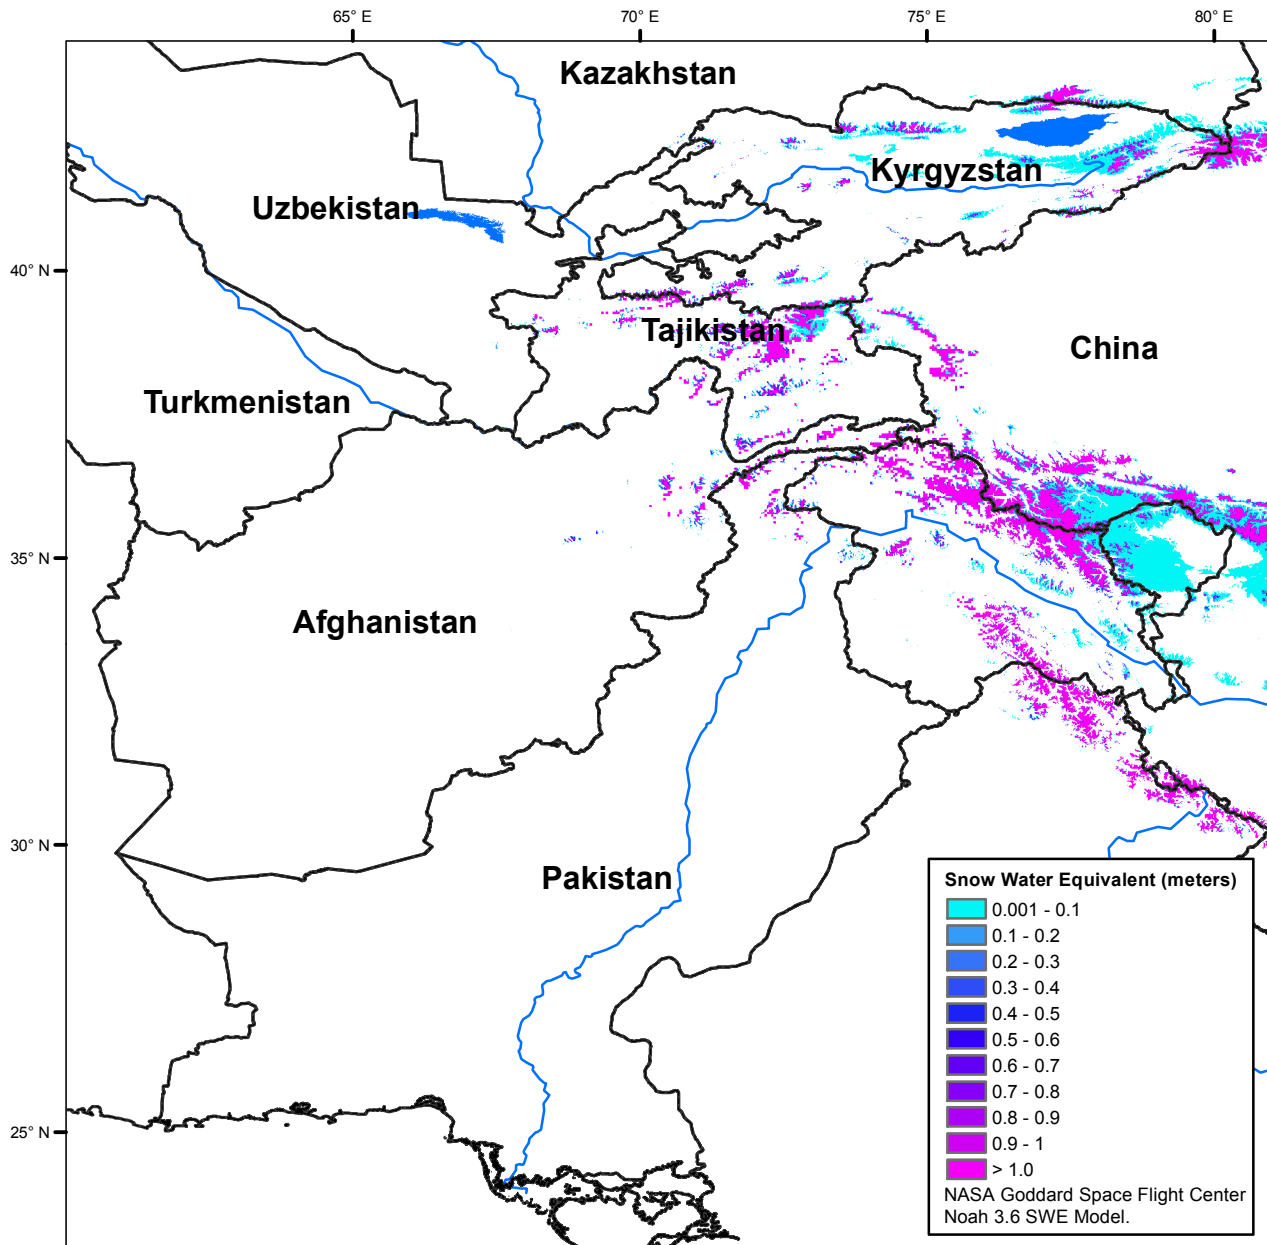 65° E
70° E
75° E
80° E
Kazakhstan
Kyrgyzstan
Uzbekistan
40° N
Tajikistan
China
Turkmenistan
35° N
Afghanistan
30° N
Pakistan
25° N
Snow Water Equivalent (meters)
0.001 - 0.1
0.1 - 0.2
0.2 - 0.3
0.3 - 0.4
0.4 - 0.5
0.5 - 0.6
0.6 - 0.7
0.7 - 0.8
0.8 - 0.9
0.9 - 1
> 1.0
NASA Goddard Space Flight Center
Noah 3.6 SWE Model.